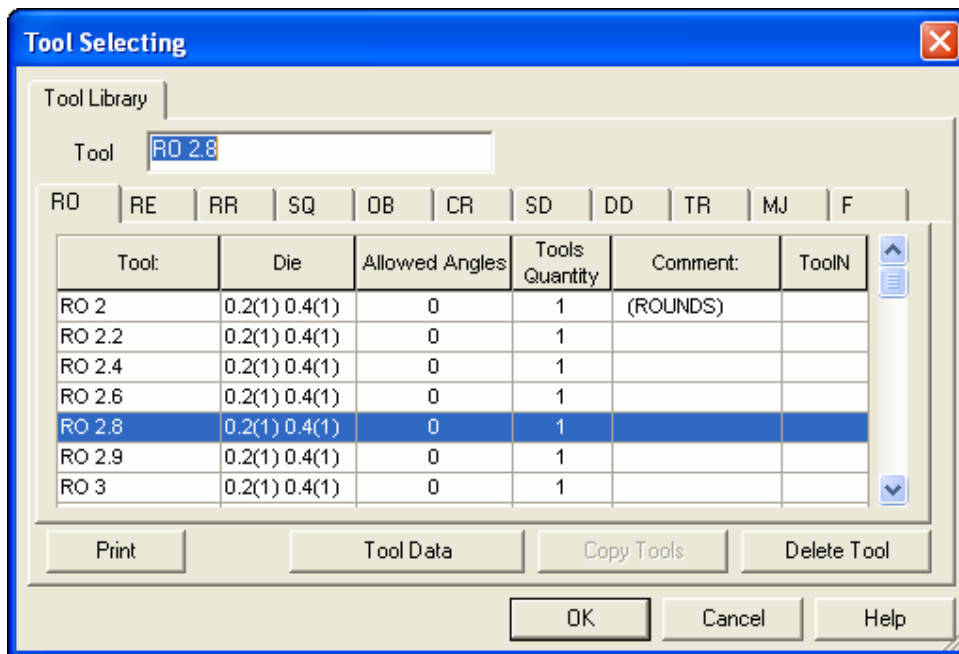 Tool Selecting
Tool Library
Tool RO 2.8
RO RE RR SQ OB CR SD DD TR MJ F
Tool: Die Allowed Angles Tools Quantity Comment: ToolN
RO 2 0.2(1) 0.4(1) 0 1 (ROUNDS)
RO 2.2 0.2(1) 0.4(1) 0 1
RO 2.4 0.2(1) 0.4(1) 0 1
RO 2.6 0.2(1) 0.4(1) 0 1
RO 2.8 0.2(1) 0.4(1) 0 1
RO 2.9 0.2(1) 0.4(1) 0 1
RO 3 0.2(1) 0.4(1) 0 1
Print Tool Data Copy Tools Delete Tool
OK Cancel Help